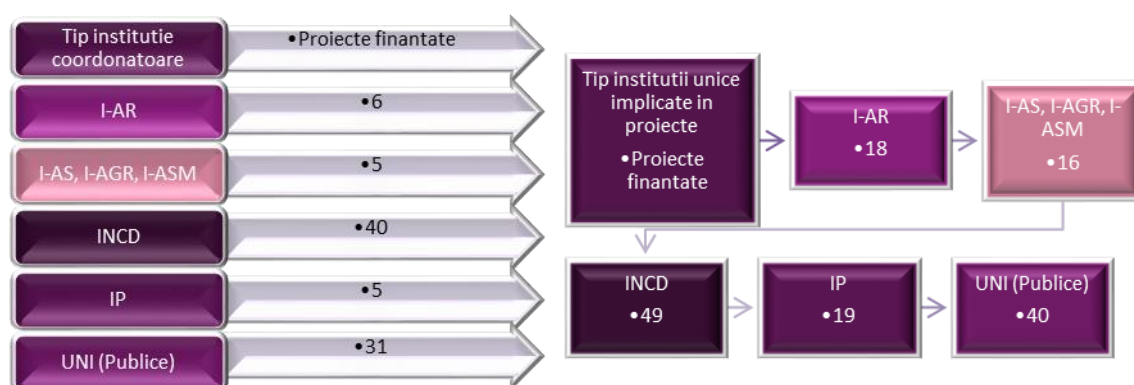 Tip institutie
coordonatoare
•Proiecte finantate
I-AR
•6
I-AS, I-AGR, I-ASM
•5
INCD
•40
IP
•5
UNI (Publice)
•31
Tip institutii unice
implicate in
proiecte
•Proiecte
finantate
I-AR
•18
I-AS, I-AGR, I-
ASM
•16
INCD
•49
IP
•19
UNI (Publice)
•40